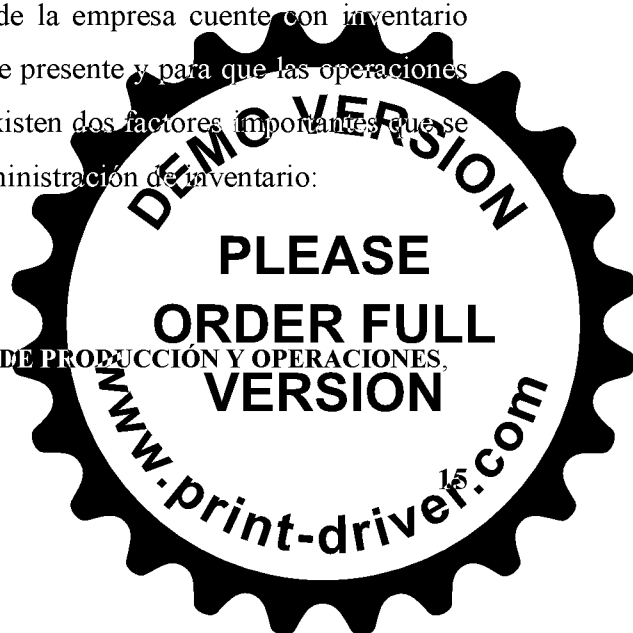 de la empresa cuente con inventario
e presente y para que las operaciones
xisten dos factores importantes que se
ministración de inventario:
DEMO VERSION
PLEASE
ORDER FULL
VERSION
DE PRODUCCIÓN Y OPERACIONES,
15
www.print-driver.com